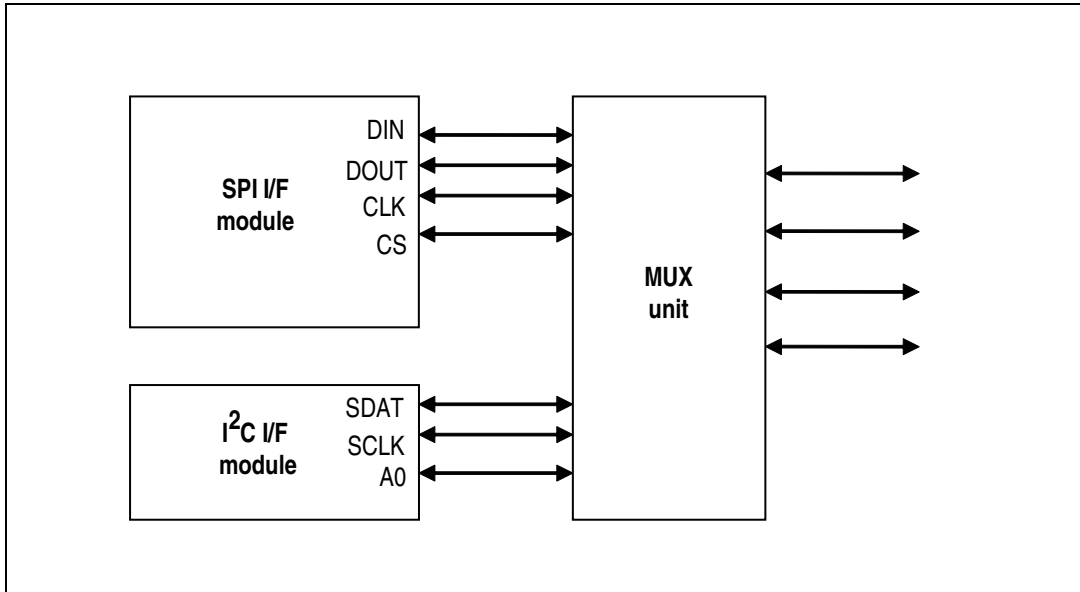 SPI I/F
module
DIN
DOUT
CLK
CS
I²C I/F
module
SDAT
SCLK
A0
MUX
unit